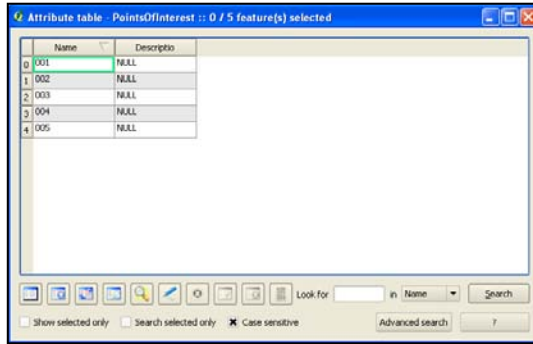 Attribute table - PointsOfInterest :: 0 / 5 feature(s) selected
Name Descriptio
0 001 NULL
1 002 NULL
2 003 NULL
3 004 NULL
4 005 NULL
Look for in Name Search
Show selected only Search selected only Case sensitive Advanced search ?